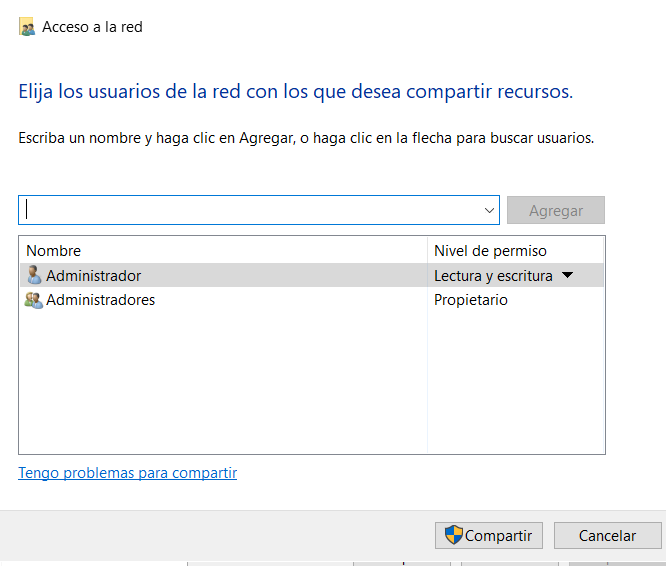 Acceso a la red
Elija los usuarios de la red con los que desea compartir recursos.
Escriba un nombre y haga clic en Agregar, o haga clic en la flecha para buscar usuarios.
Agregar
Nombre Nivel de permiso
Administrador Lectura y escritura
Administradores Propietario
Tengo problemas para compartir
Compartir Cancelar